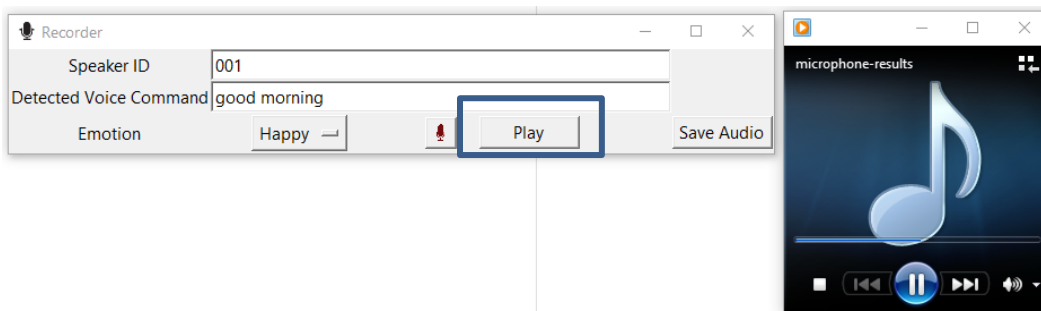 Recorder
Speaker ID 001
Detected Voice Command good morning
Emotion Happy Play Save Audio
microphone-results